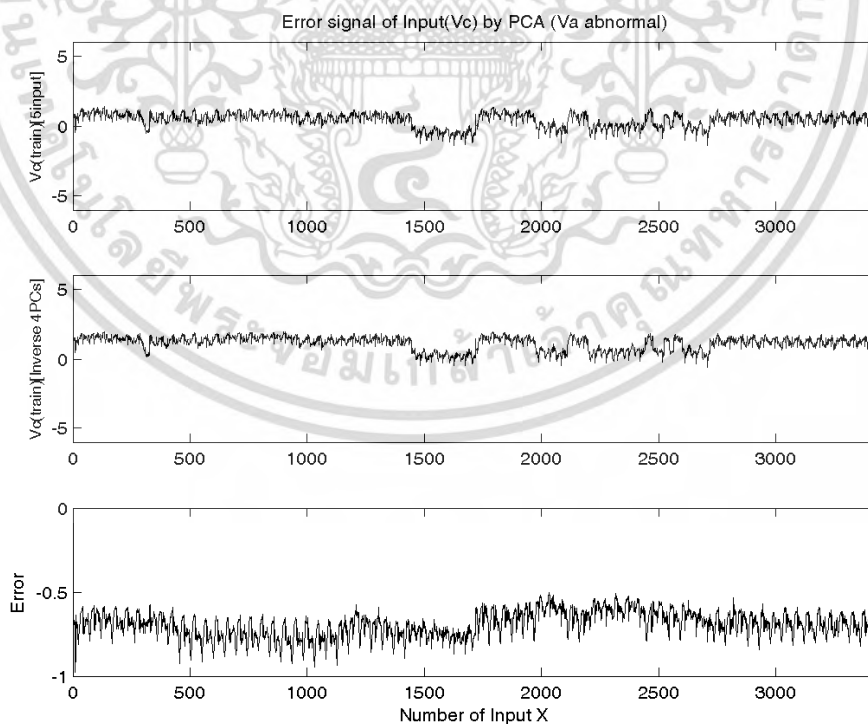 Error signal of Input(Vc) by PCA (Va abnormal)
Vc(train)[5input]
5
0
-5
0 500 1000 1500 2000 2500 3000
Vc(train)[Inverse 4PCs]
5
0
-5
0 500 1000 1500 2000 2500 3000
Error
0
-0.5
-1
0 500 1000 1500 2000 2500 3000
Number of Input X